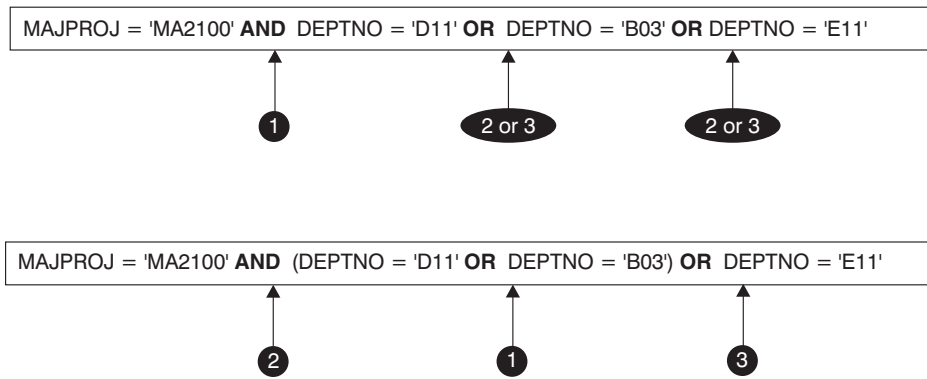 MAJPROJ = 'MA2100' AND DEPTNO = 'D11' OR DEPTNO = 'B03' OR DEPTNO = 'E11'
1 2 or 3 2 or 3
MAJPROJ = 'MA2100' AND (DEPTNO = 'D11' OR DEPTNO = 'B03') OR DEPTNO = 'E11'
2 1 3